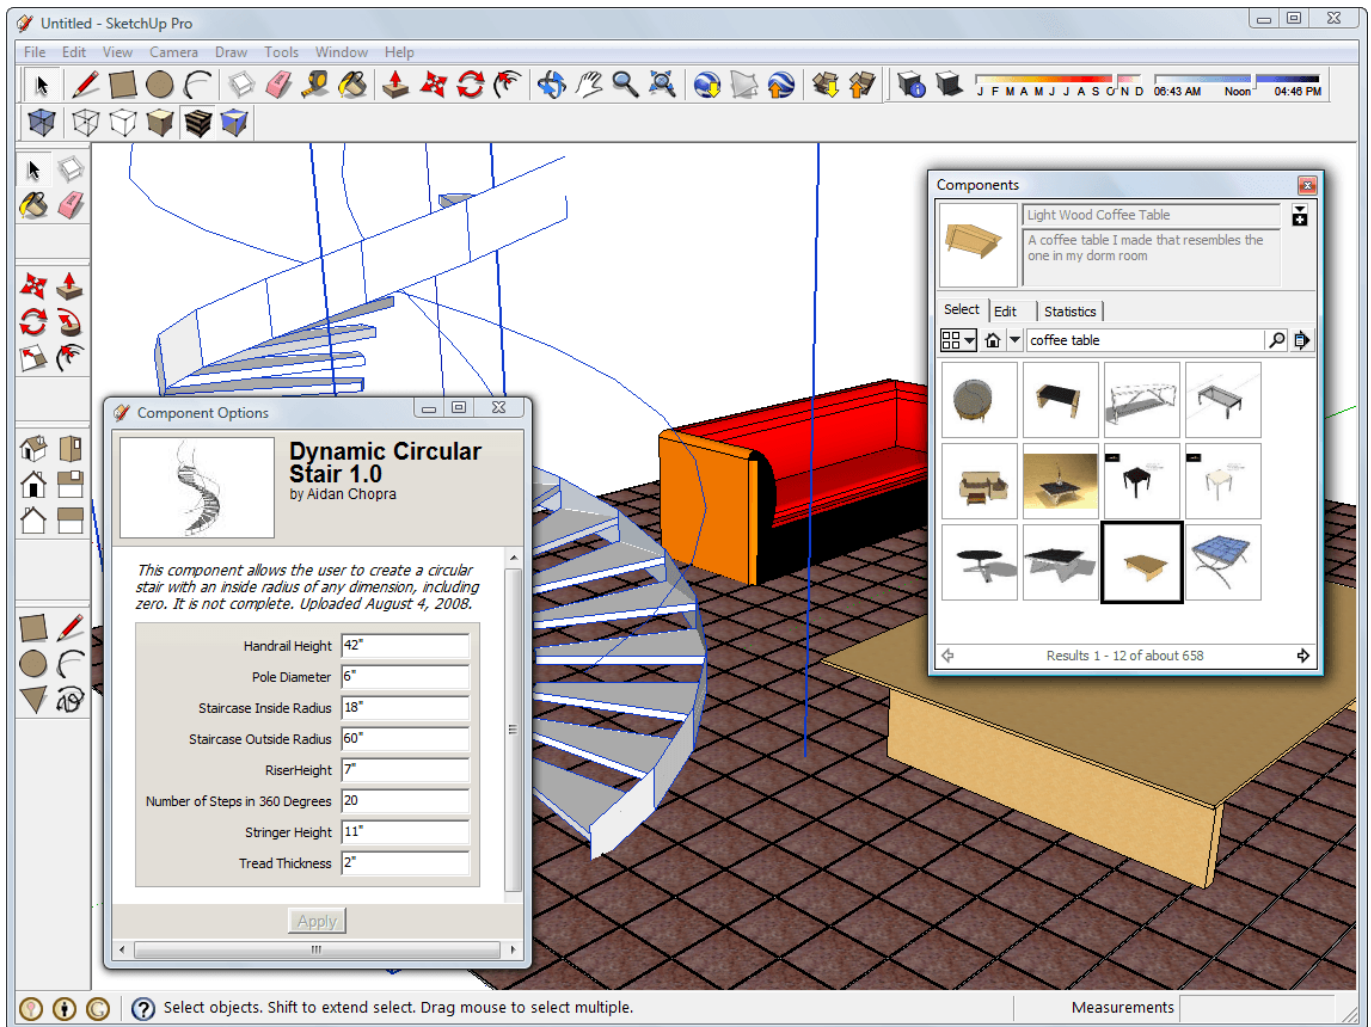 Untitled - SketchUp Pro
File Edit View Camera Draw Tools Window Help
J F M A M J J A S O N D 06:43 AM Noon 04:46 PM
Components
Light Wood Coffee Table
A coffee table I made that resembles the
one in my dorm room
Select Edit Statistics
coffee table
Results 1 - 12 of about 658
Component Options
Dynamic Circular
Stair 1.0
by Aidan Chopra
This component allows the user to create a circular
stair with an inside radius of any dimension, including
zero. It is not complete. Uploaded August 4, 2008.
Handrail Height 42"
Pole Diameter 6"
Staircase Inside Radius 18"
Staircase Outside Radius 60"
RiserHeight 7"
Number of Steps in 360 Degrees 20
Stringer Height 11"
Tread Thickness 2"
Apply
Select objects. Shift to extend select. Drag mouse to select multiple.
Measurements